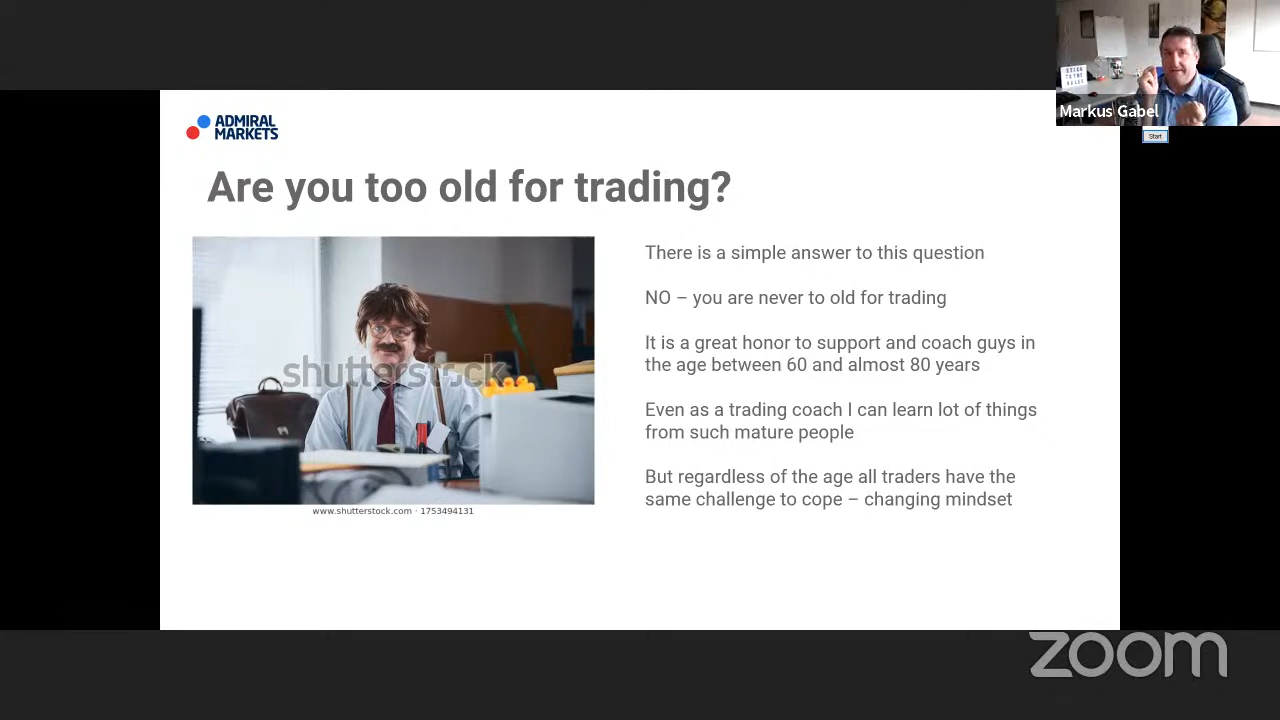 ADMIRAL
MARKETS
Markus Gabel
Start
Are you too old for trading?
There is a simple answer to this question
NO – you are never to old for trading
It is a great honor to support and coach guys in
the age between 60 and almost 80 years
Even as a trading coach I can learn lot of things
from such mature people
But regardless of the age all traders have the
same challenge to cope – changing mindset
shutterstock
www.shutterstock.com · 1753494131
zoom